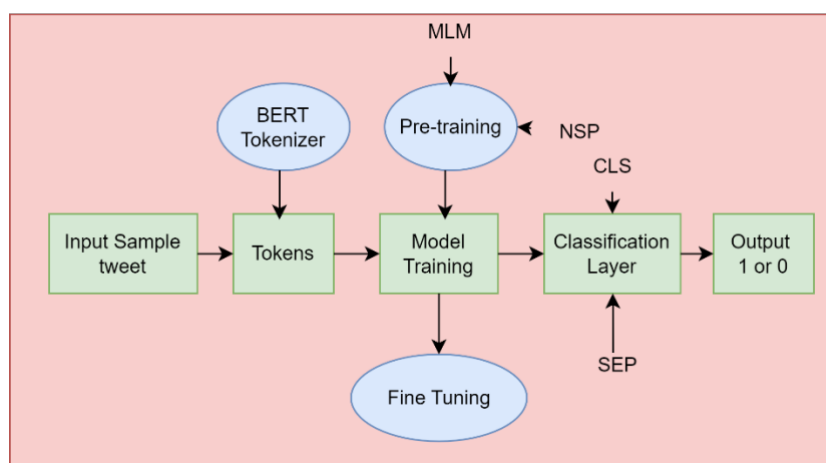 MLM
BERT
Tokenizer
Pre-training
NSP
CLS
Input Sample
tweet
Tokens
Model
Training
Classification
Layer
Output
1 or 0
SEP
Fine Tuning